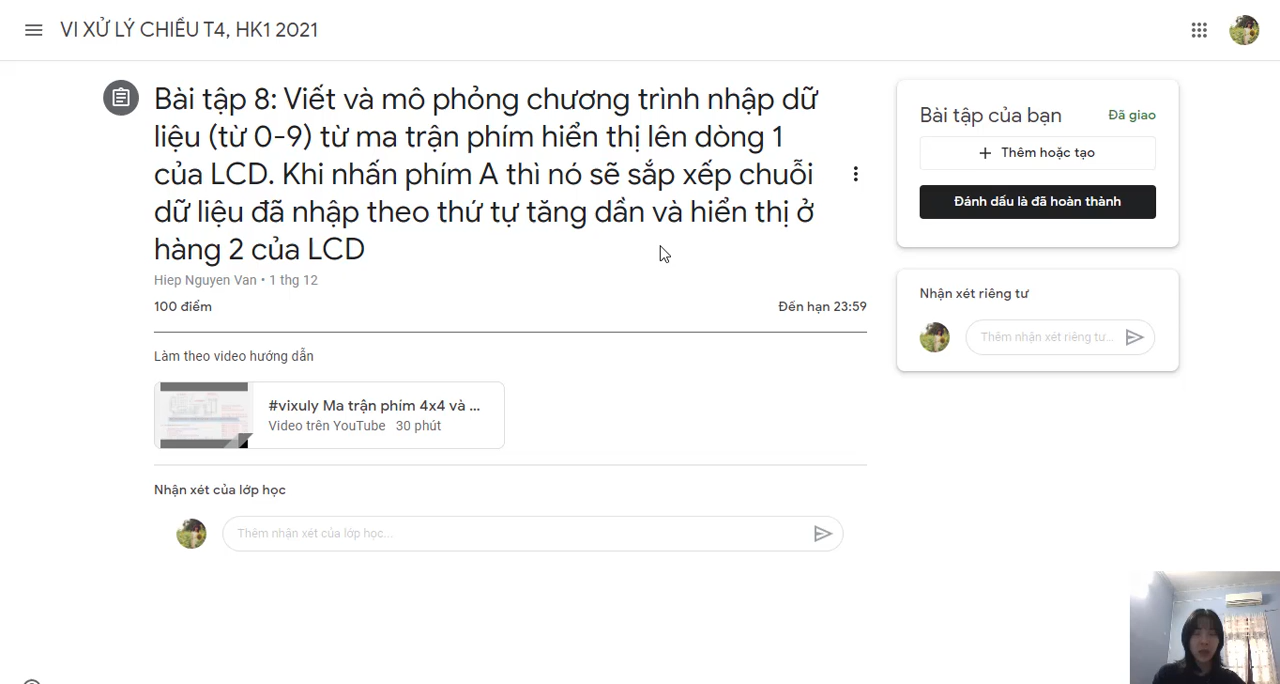 VI XỬ LÝ CHIỀU T4, HK1 2021
Bài tập 8: Viết và mô phỏng chương trình nhập dữ
liệu (từ 0-9) từ ma trận phím hiển thị lên dòng 1
của LCD. Khi nhấn phím A thì nó sẽ sắp xếp chuỗi
dữ liệu đã nhập theo thứ tự tăng dần và hiển thị ở
hàng 2 của LCD
Hiep Nguyen Van • 1 thg 12
100 điểm
Đến hạn 23:59
Làm theo video hướng dẫn
#vixuly Ma trận phím 4x4 và ...
Video trên YouTube 30 phút
Nhận xét của lớp học
Thêm nhận xét của lớp học...
Bài tập của bạn
Đã giao
+ Thêm hoặc tạo
Đánh dấu là đã hoàn thành
Nhận xét riêng tư
Thêm nhận xét riêng tư...